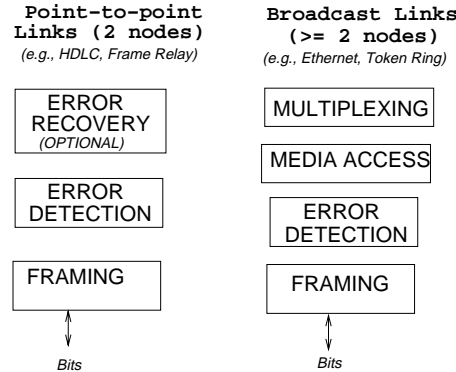 Point-to-point
Links (2 nodes)
(e.g., HDLC, Frame Relay)
ERROR
RECOVERY
(OPTIONAL)
ERROR
DETECTION
FRAMING
Bits
Broadcast Links
(>= 2 nodes)
(e.g., Ethernet, Token Ring)
MULTIPLEXING
MEDIA ACCESS
ERROR
DETECTION
FRAMING
Bits